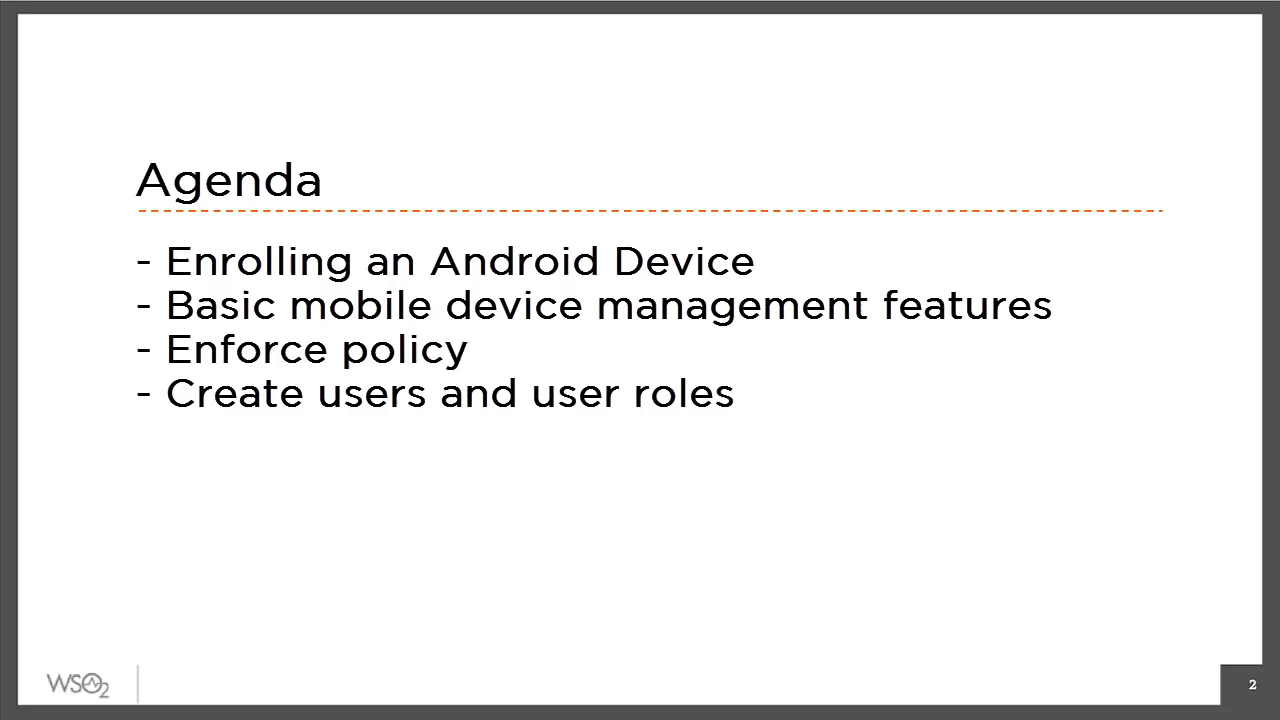 Agenda
- Enrolling an Android Device
- Basic mobile device management features
- Enforce policy
- Create users and user roles
WSO2
2